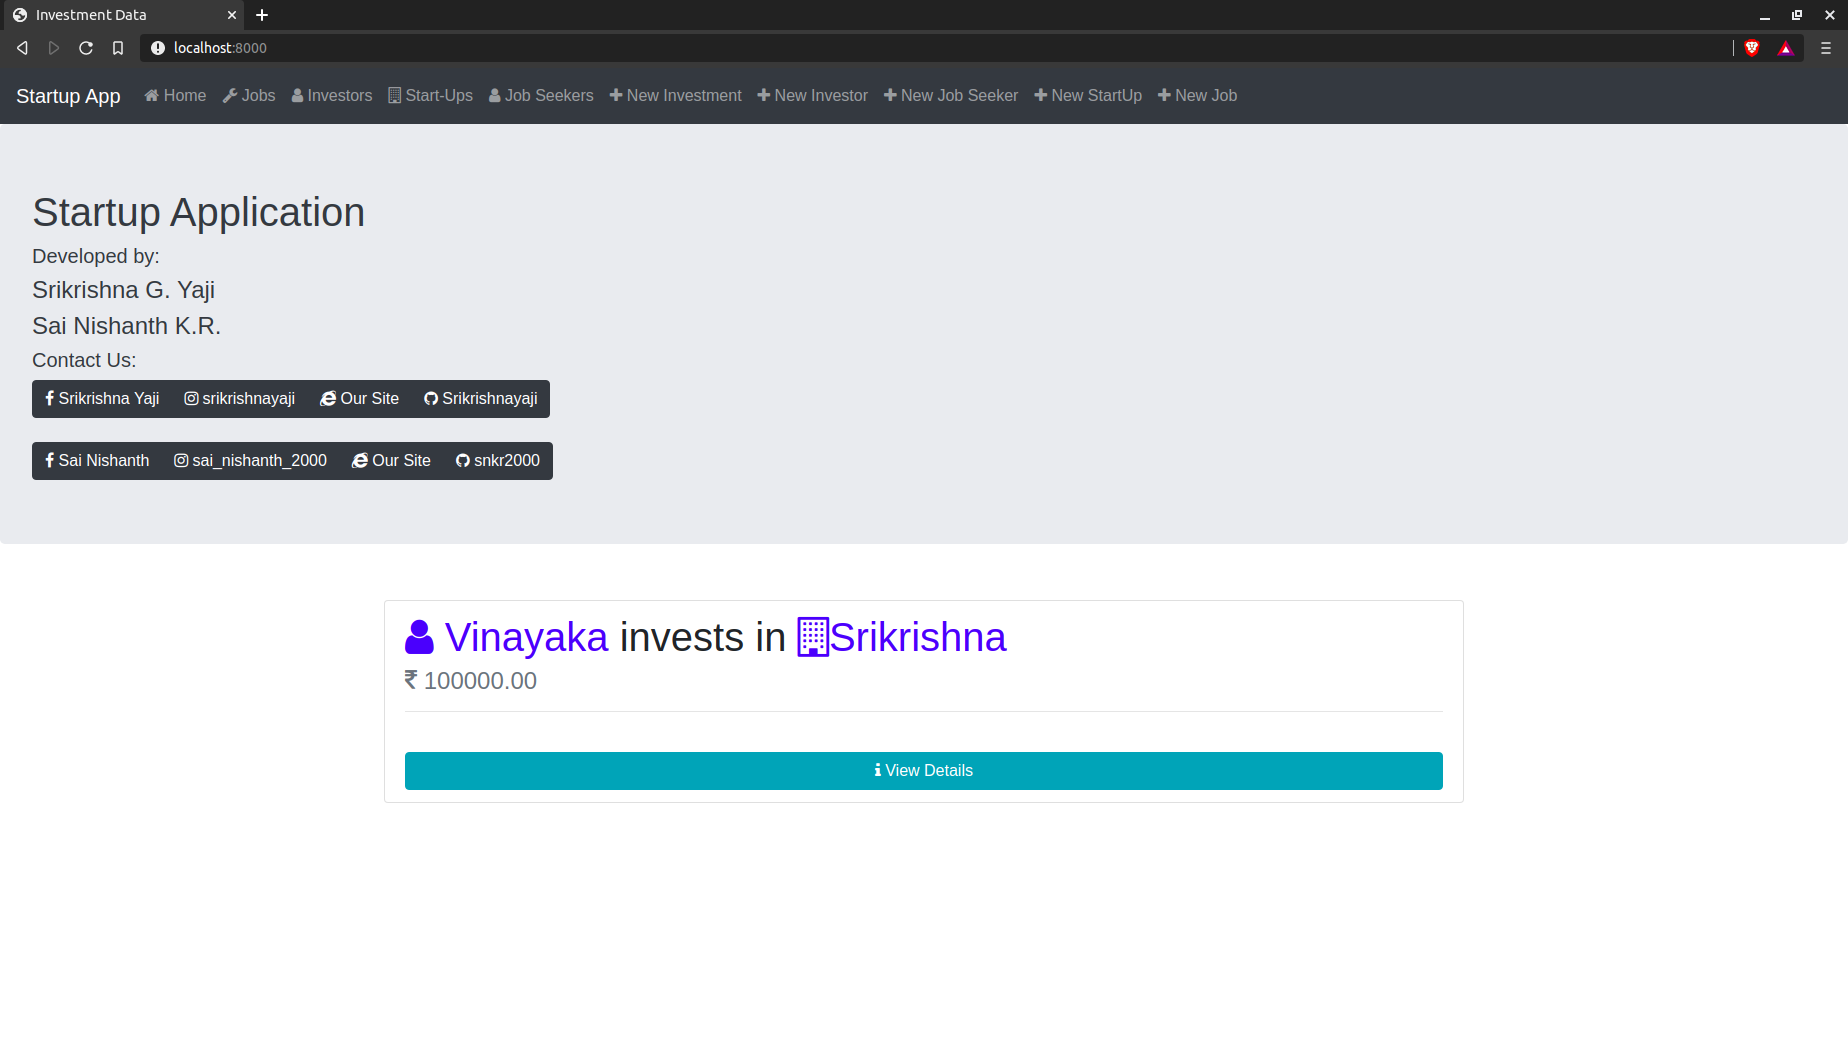 Investment Data
localhost:8000
Startup App Home Jobs Investors Start-Ups Job Seekers New Investment New Investor New Job Seeker New StartUp New Job
Startup Application
Developed by:
Srikrishna G. Yaji
Sai Nishanth K.R.
Contact Us:
Srikrishna Yaji srikrishnayaji Our Site Srikrishnayaji
Sai Nishanth sai_nishanth_2000 Our Site snkr2000
Vinayaka invests in Srikrishna
₹ 100000.00
View Details